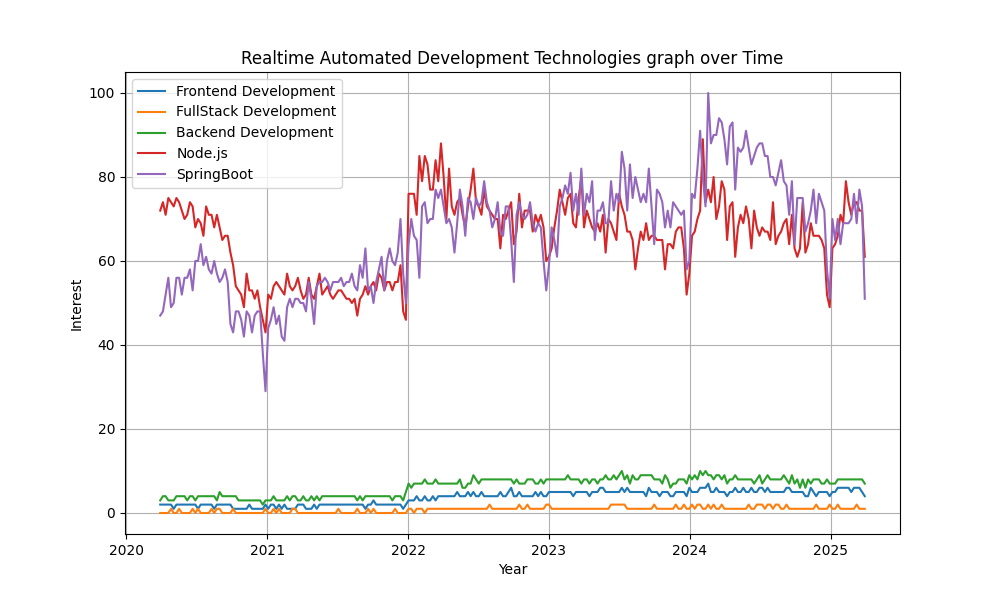 Realtime Automated Development Technologies graph over Time
Frontend Development
FullStack Development
Backend Development
Node.js
SpringBoot
100
80
60
40
20
0
Interest
2020
2021
2022
2023
2024
2025
Year